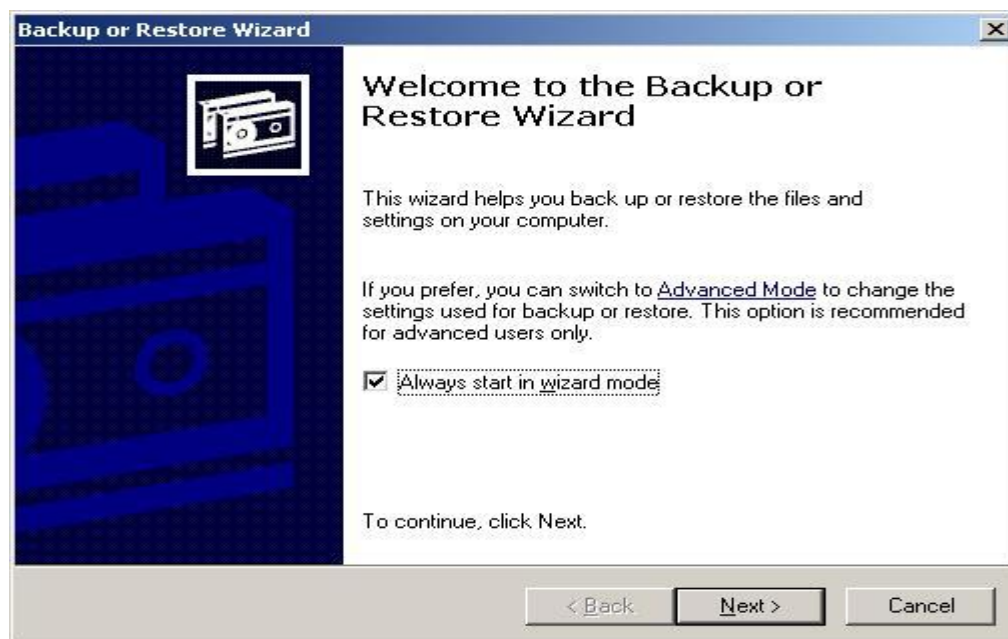 Backup or Restore Wizard
Welcome to the Backup or
Restore Wizard
This wizard helps you back up or restore the files and
settings on your computer.
If you prefer, you can switch to Advanced Mode to change the
settings used for backup or restore. This option is recommended
for advanced users only.
Always start in wizard mode
To continue, click Next.
< Back Next > Cancel